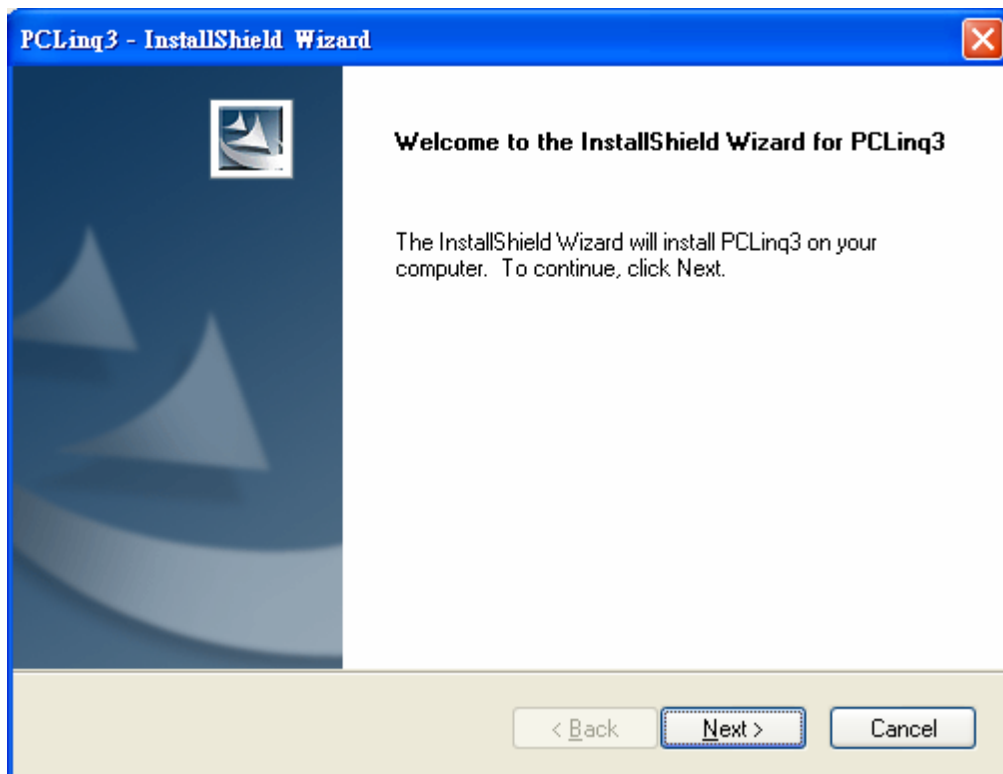 PCLinq3 - InstallShield Wizard
Welcome to the InstallShield Wizard for PCLinq3
The InstallShield Wizard will install PCLinq3 on your
computer. To continue, click Next.
< Back
Next >
Cancel